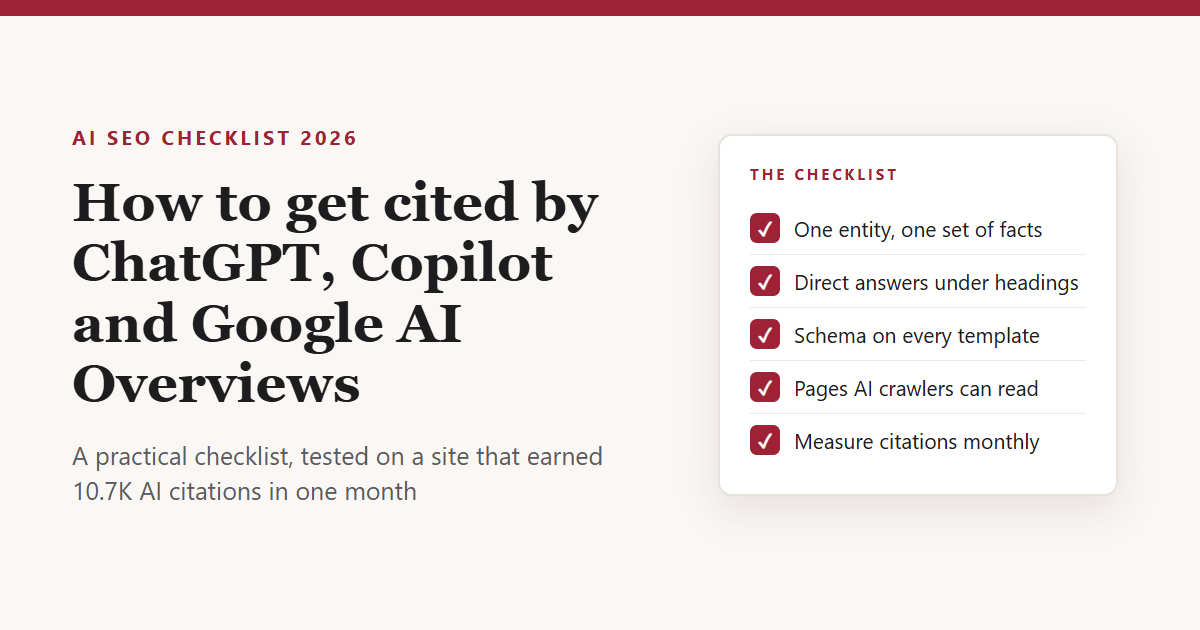 AI SEO CHECKLIST 2026
How to get cited by
ChatGPT, Copilot
and Google AI
Overviews
A practical checklist, tested on a site that earned
10.7K AI citations in one month
THE CHECKLIST
One entity, one set of facts
Direct answers under headings
Schema on every template
Pages AI crawlers can read
Measure citations monthly